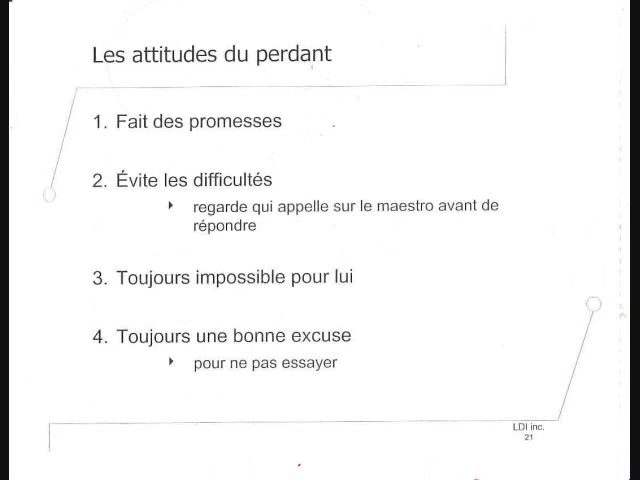 Les attitudes du perdant
1. Fait des promesses
2. Évite les difficultés
regarde qui appelle sur le maestro avant de
répondre
3. Toujours impossible pour lui
4. Toujours une bonne excuse
pour ne pas essayer
LDI inc.
21